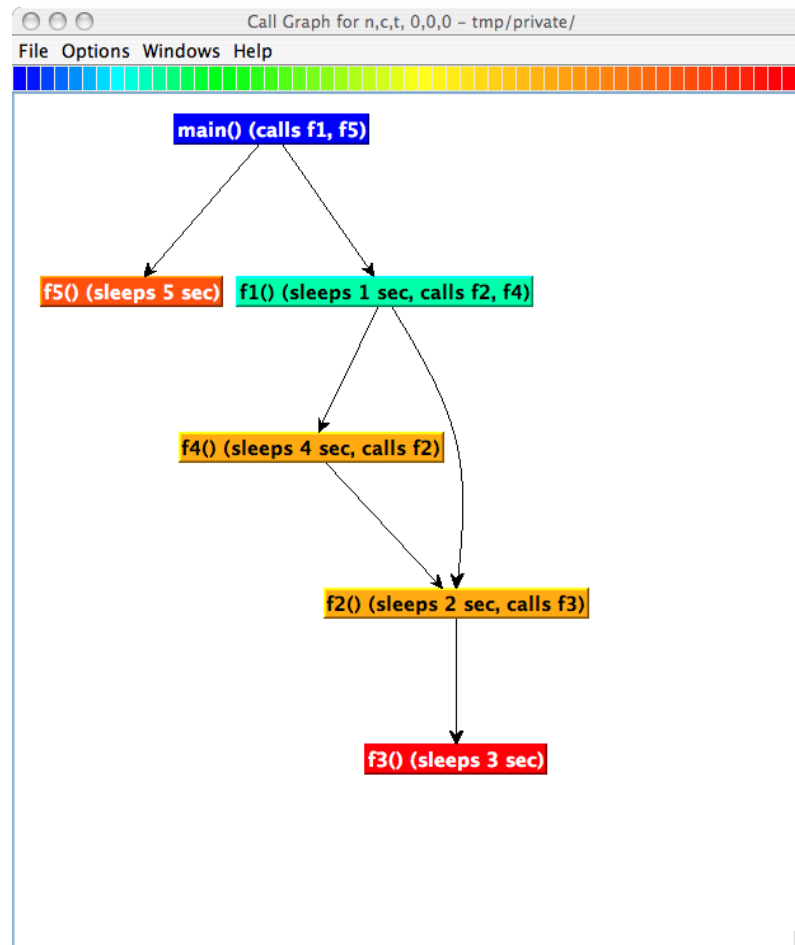 Call Graph for n,c,t, 0,0,0 – tmp/private/
File Options Windows Help
main() (calls f1, f5)
f5() (sleeps 5 sec)
f1() (sleeps 1 sec, calls f2, f4)
f4() (sleeps 4 sec, calls f2)
f2() (sleeps 2 sec, calls f3)
f3() (sleeps 3 sec)